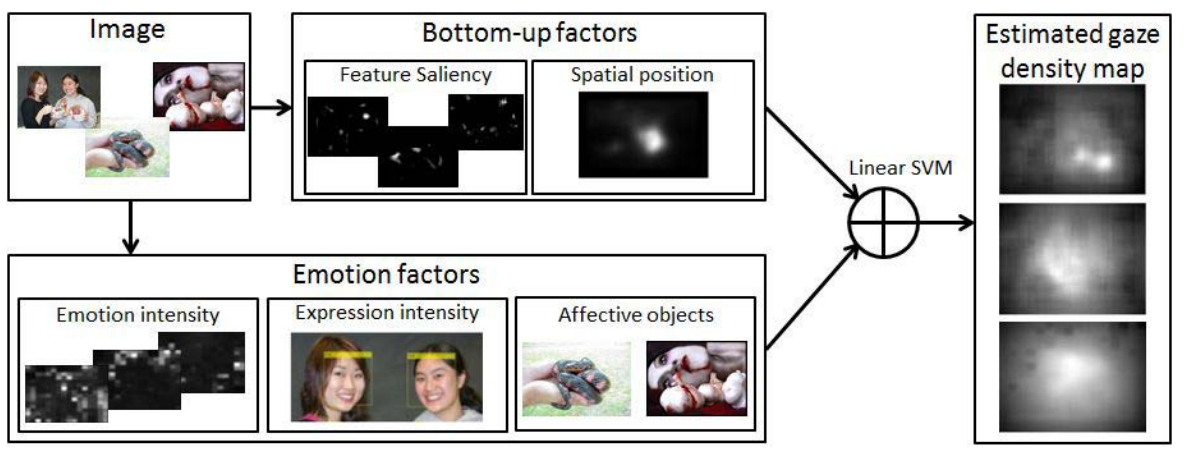 Image
Bottom-up factors
Feature Saliency
Spatial position
Estimated gaze
density map
Linear SVM
Emotion factors
Emotion intensity
Expression intensity
Affective objects